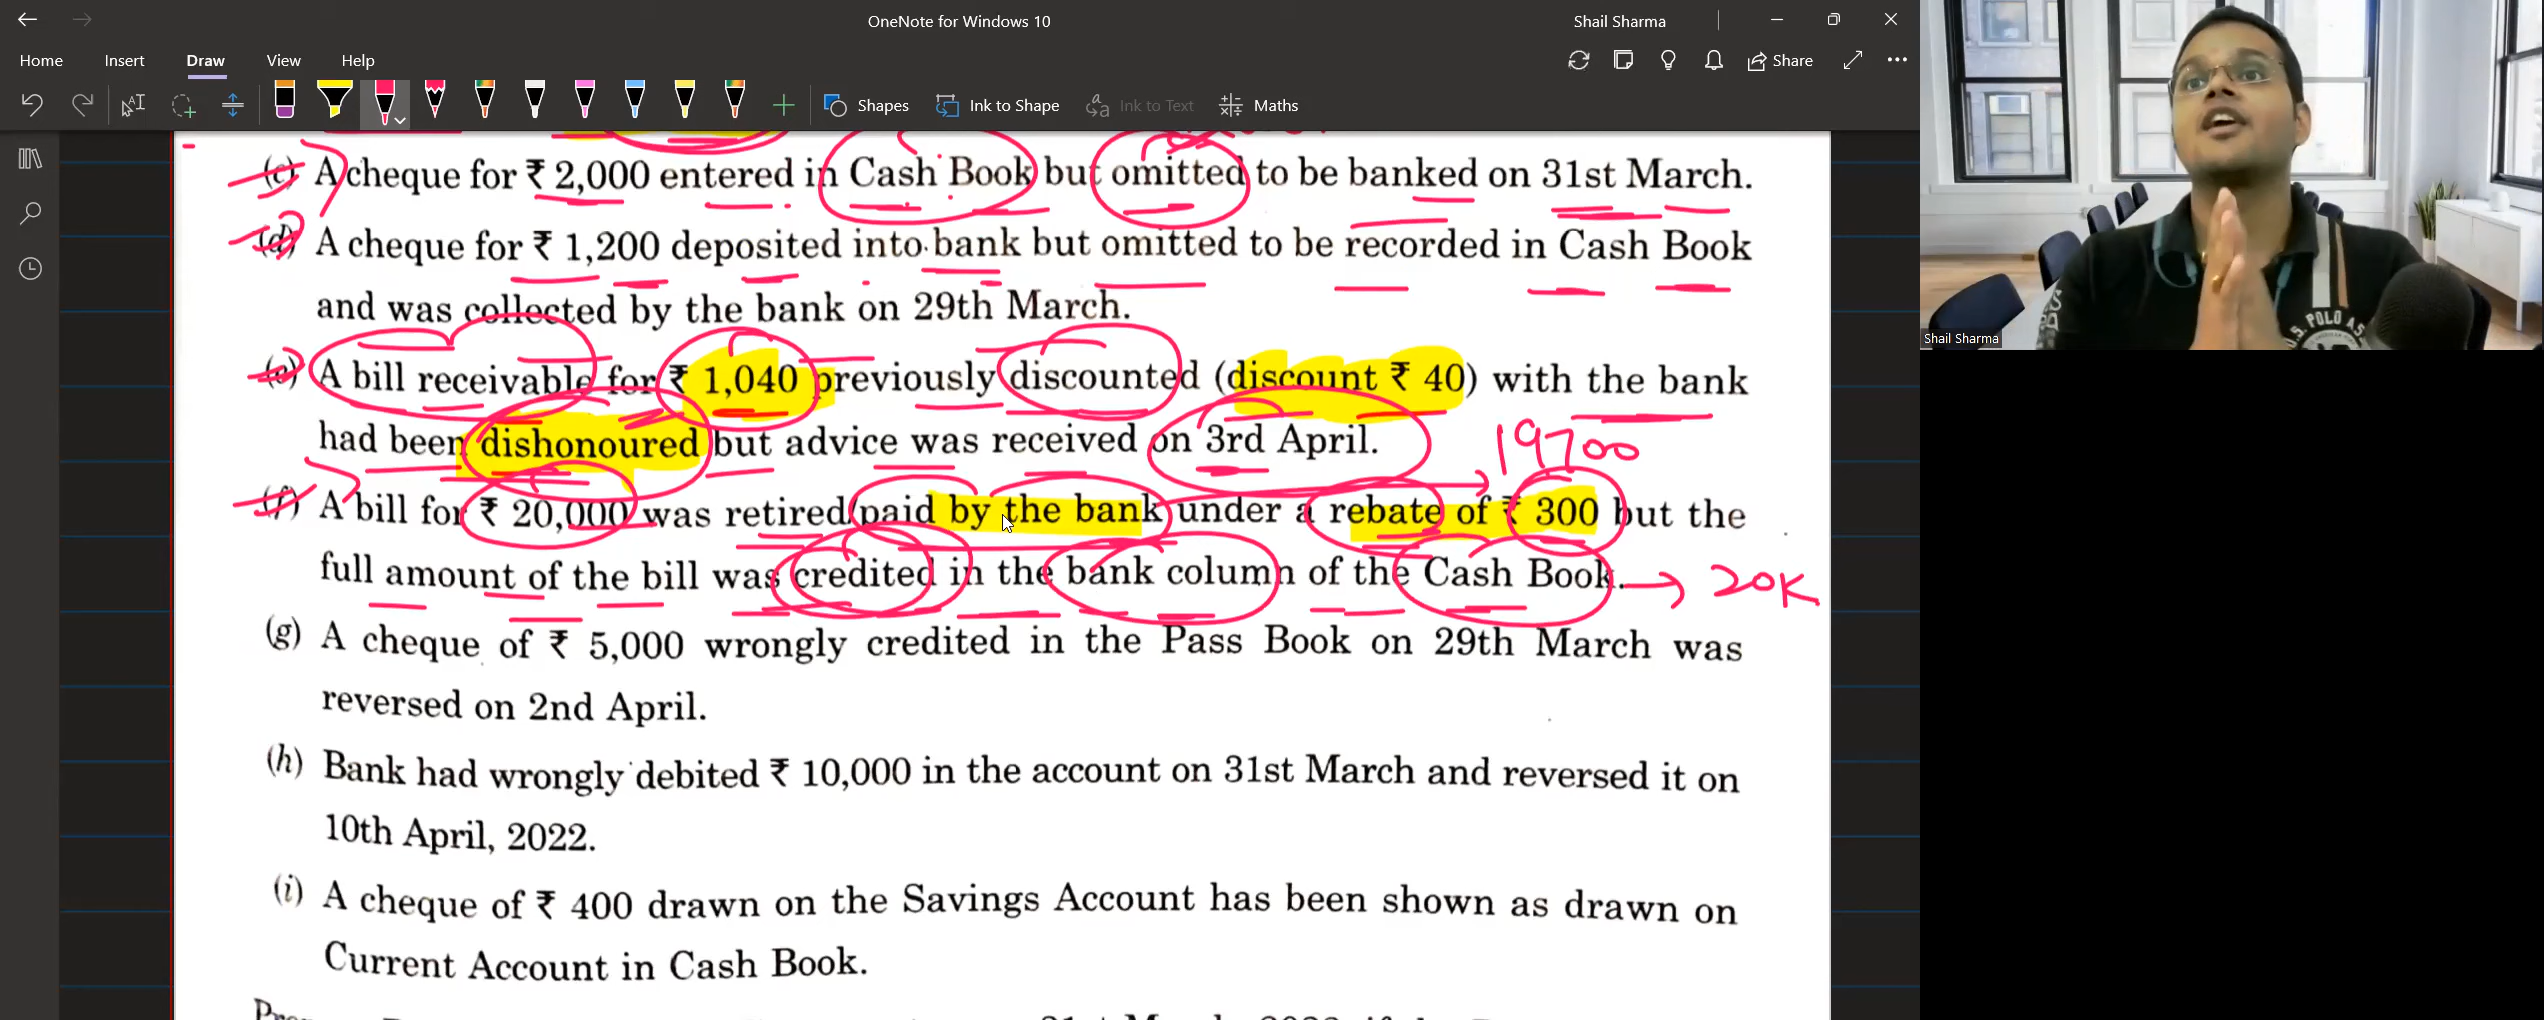 OneNote for Windows 10
Shail Sharma
Home Insert Draw View Help
Share
Shapes Ink to Shape Ink to Text Maths
(c) A cheque for ₹ 2,000 entered in Cash Book but omitted to be banked on 31st March.
(d) A cheque for ₹ 1,200 deposited into bank but omitted to be recorded in Cash Book
and was collected by the bank on 29th March.
(e) A bill receivable for ₹ 1,040 previously discounted (discount ₹ 40) with the bank
had been dishonoured but advice was received on 3rd April.
19700
(f) A bill for ₹ 20,000 was retired/paid by the bank under a rebate of ₹ 300 but the
full amount of the bill was credited in the bank column of the Cash Book.
20K
(g) A cheque of ₹ 5,000 wrongly credited in the Pass Book on 29th March was
reversed on 2nd April.
(h) Bank had wrongly debited ₹ 10,000 in the account on 31st March and reversed it on
10th April, 2022.
(i) A cheque of ₹ 400 drawn on the Savings Account has been shown as drawn on
Current Account in Cash Book.
U.S. POLO AS
Shail Sharma